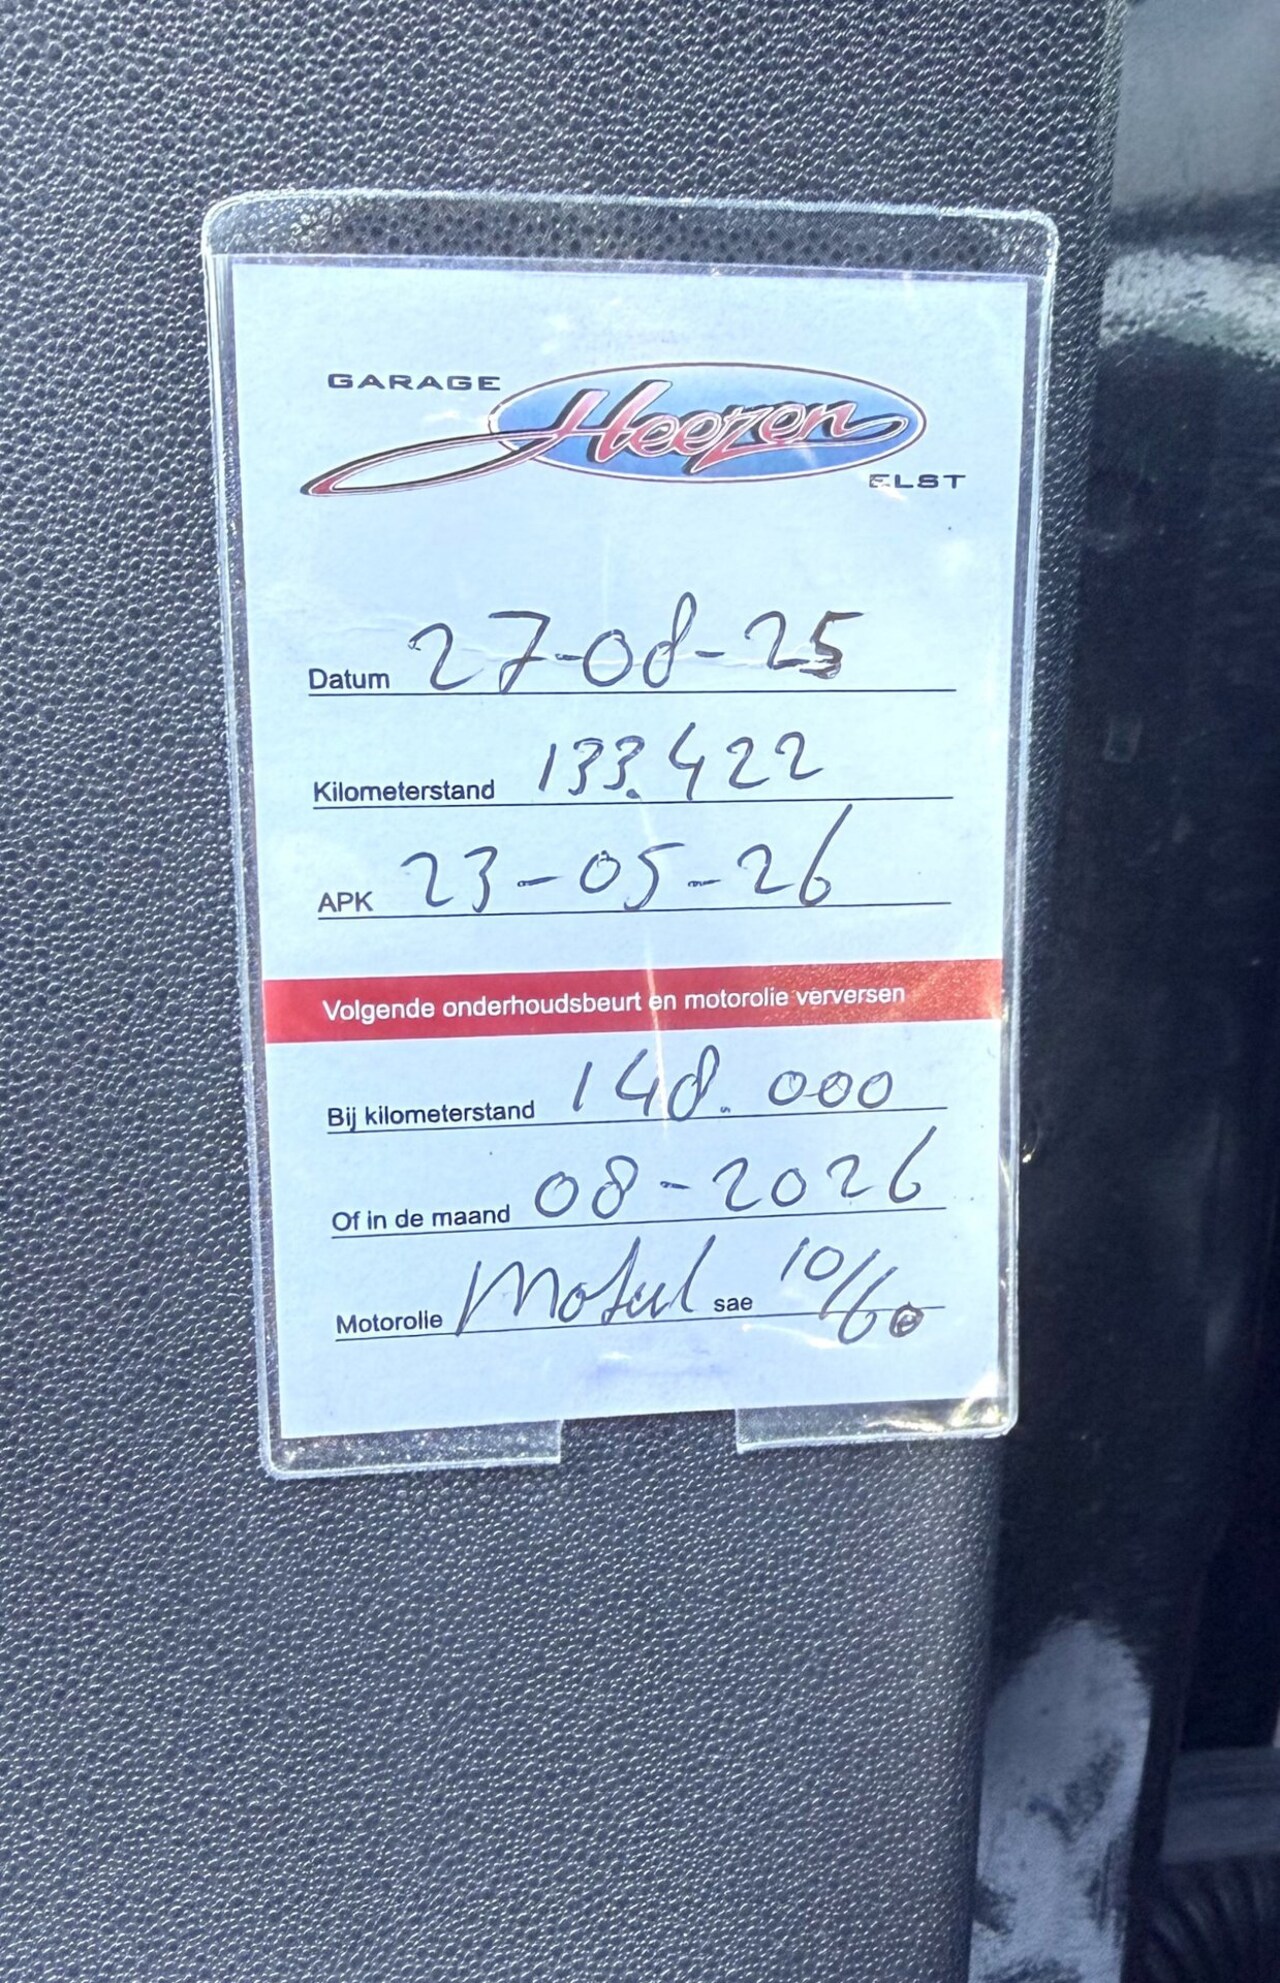 GARAGE
Heezen
ELST
Datum 27-08-25
Kilometerstand 133.422
APK 23-05-26
Volgende onderhoudsbeurt en motorolie verversen
Bij kilometerstand 148.000
Of in de maand 08-2026
Motorolie Motul sae 10/60